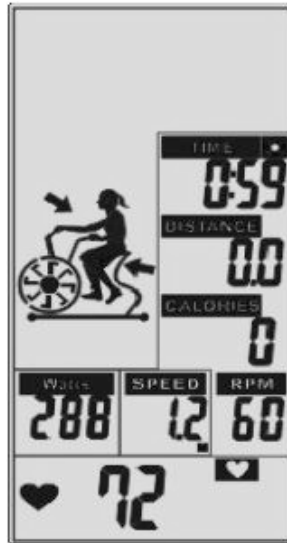 TIME
0:59
DISTANCE
0.0
CALORIES
0
Watts SPEED RPM
288 1.2 60
72